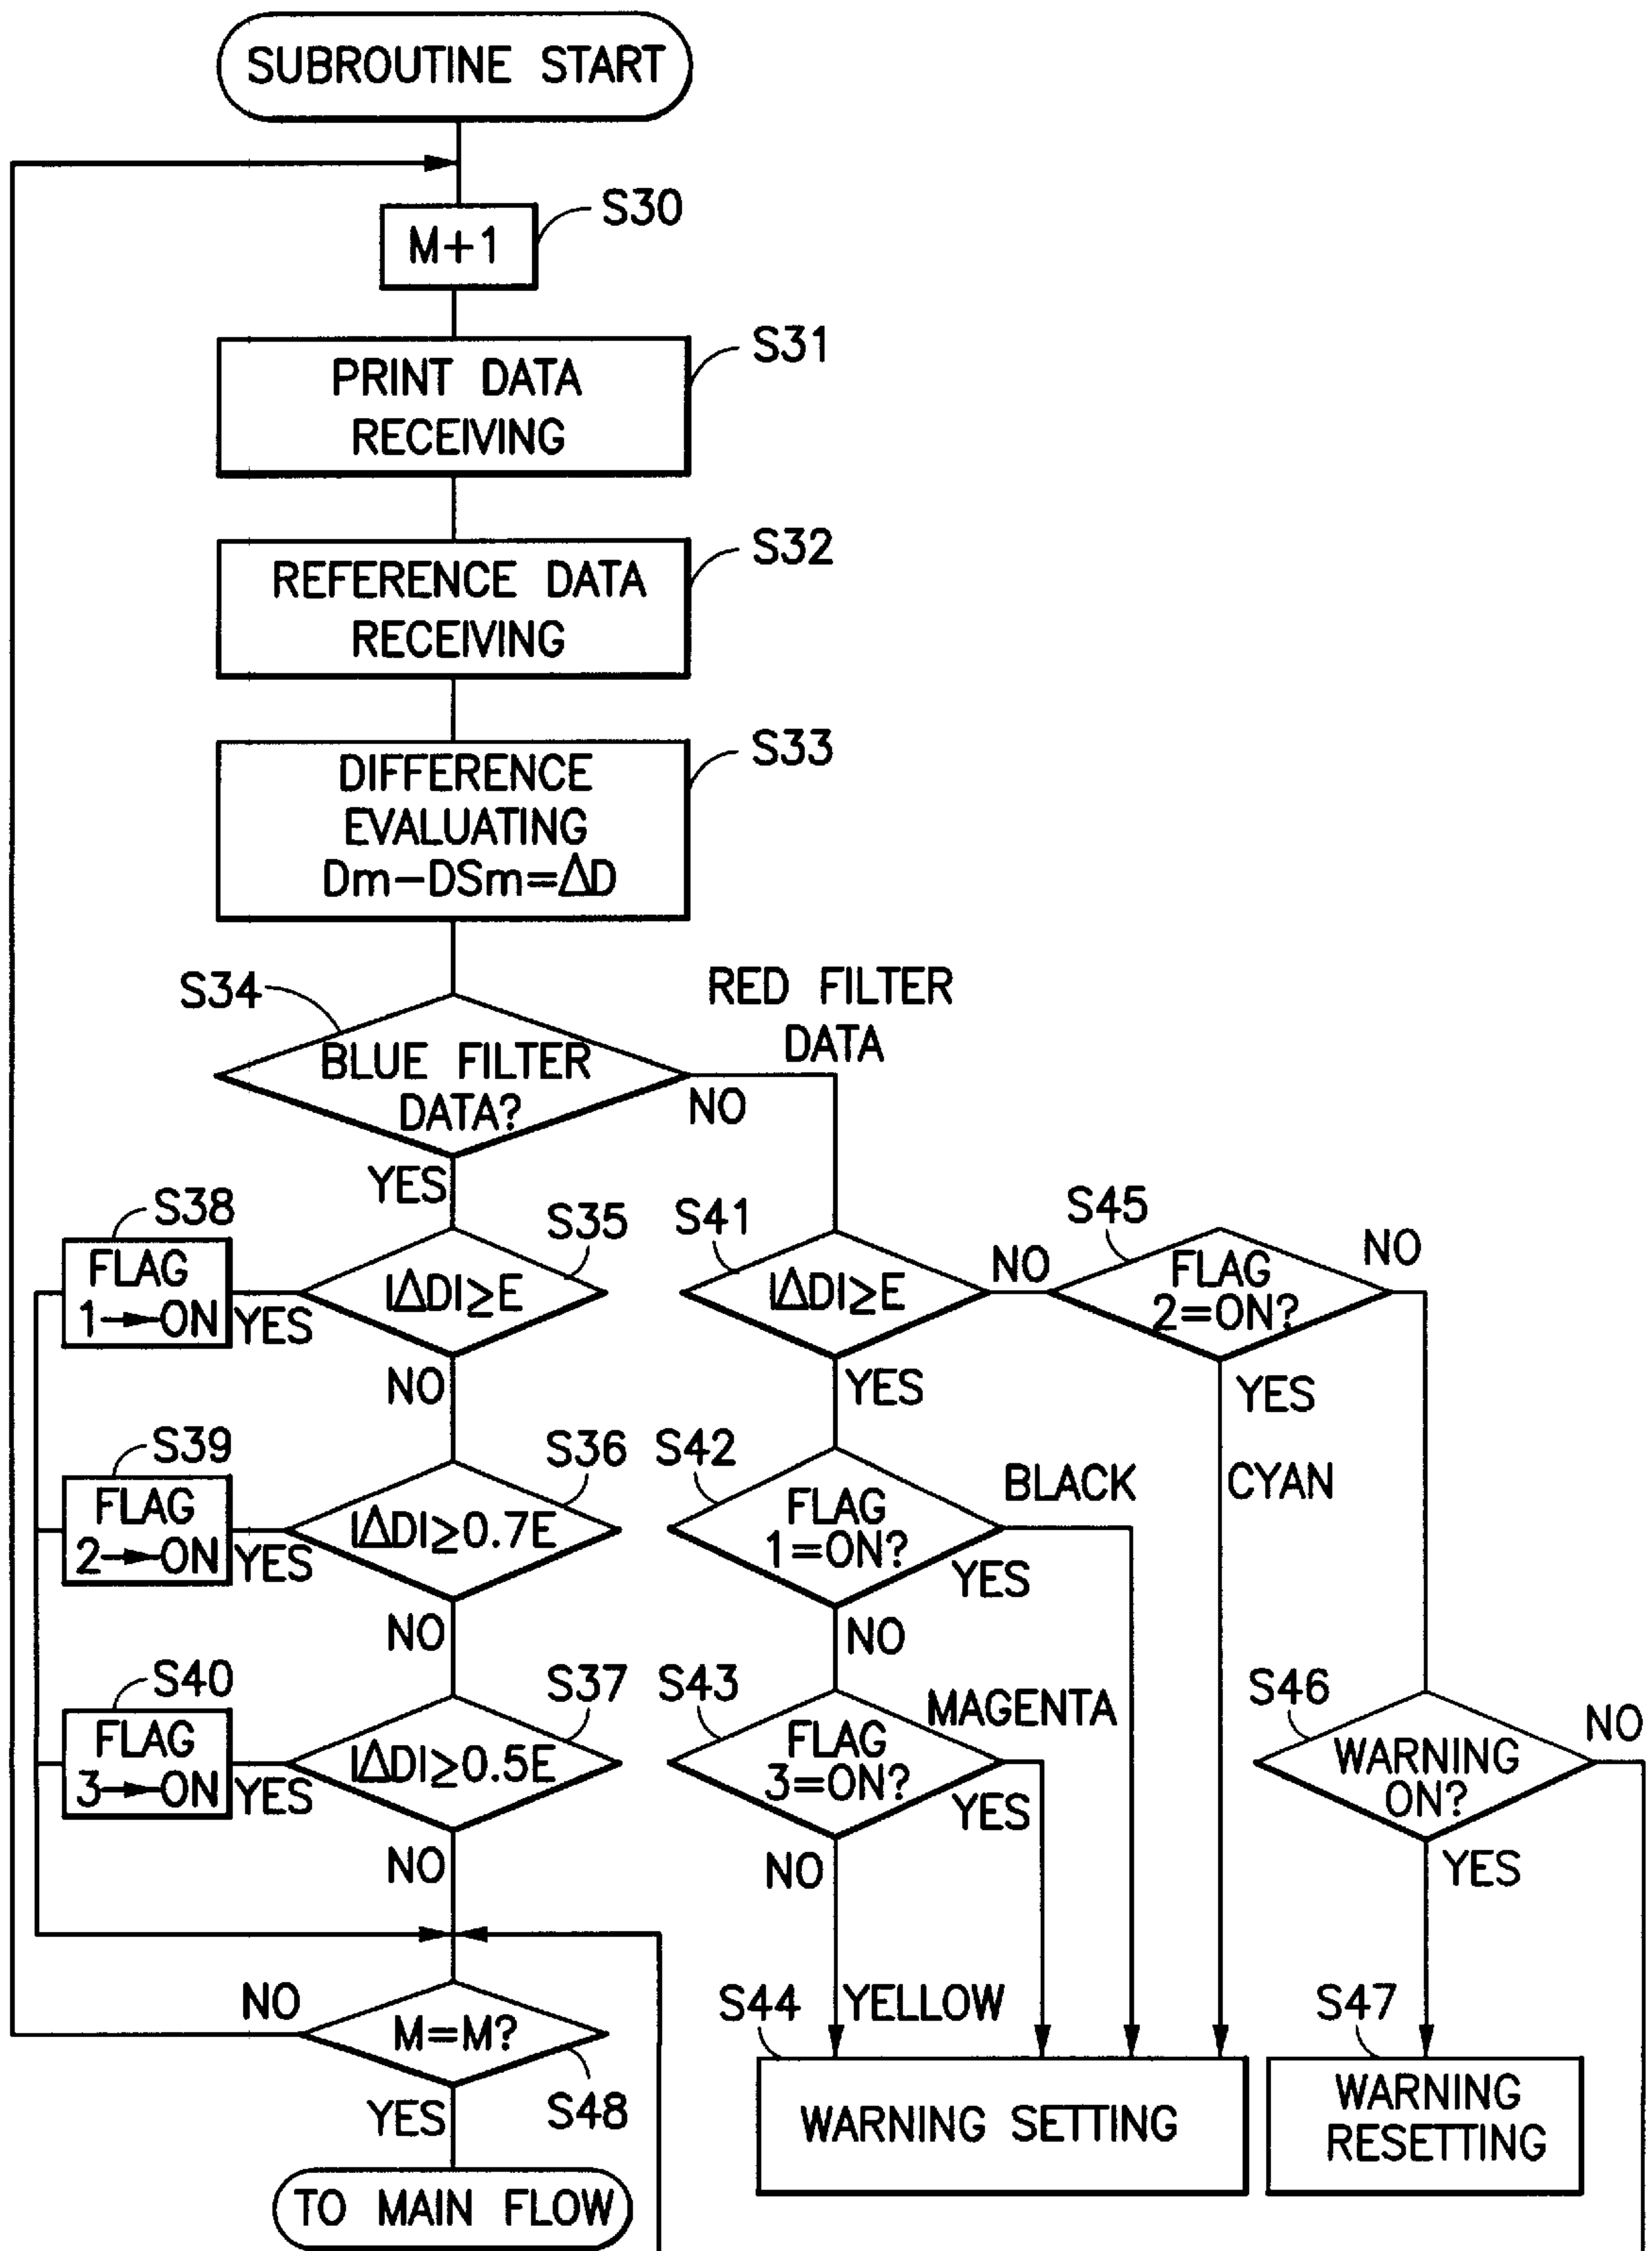 SUBROUTINE START
S30
M+1
S31
PRINT DATA
RECEIVING
S32
REFERENCE DATA
RECEIVING
S33
DIFFERENCE
EVALUATING
Dm-DSm=ΔD
S34
BLUE FILTER
DATA?
RED FILTER
DATA
NO
YES
S38
FLAG
1→ON
YES
S35
|ΔD|≥E
NO
S39
FLAG
2→ON
YES
S36
|ΔD|≥0.7E
NO
S40
FLAG
3→ON
YES
S37
|ΔD|≥0.5E
NO
S41
|ΔD|≥E
NO
YES
S45
FLAG
2=ON?
NO
YES
CYAN
S42
FLAG
1=ON?
BLACK
YES
NO
S43
FLAG
3=ON?
MAGENTA
YES
NO
YELLOW
S46
WARNING
ON?
NO
YES
S44
WARNING SETTING
S47
WARNING
RESETTING
NO
M=M?
S48
YES
TO MAIN FLOW